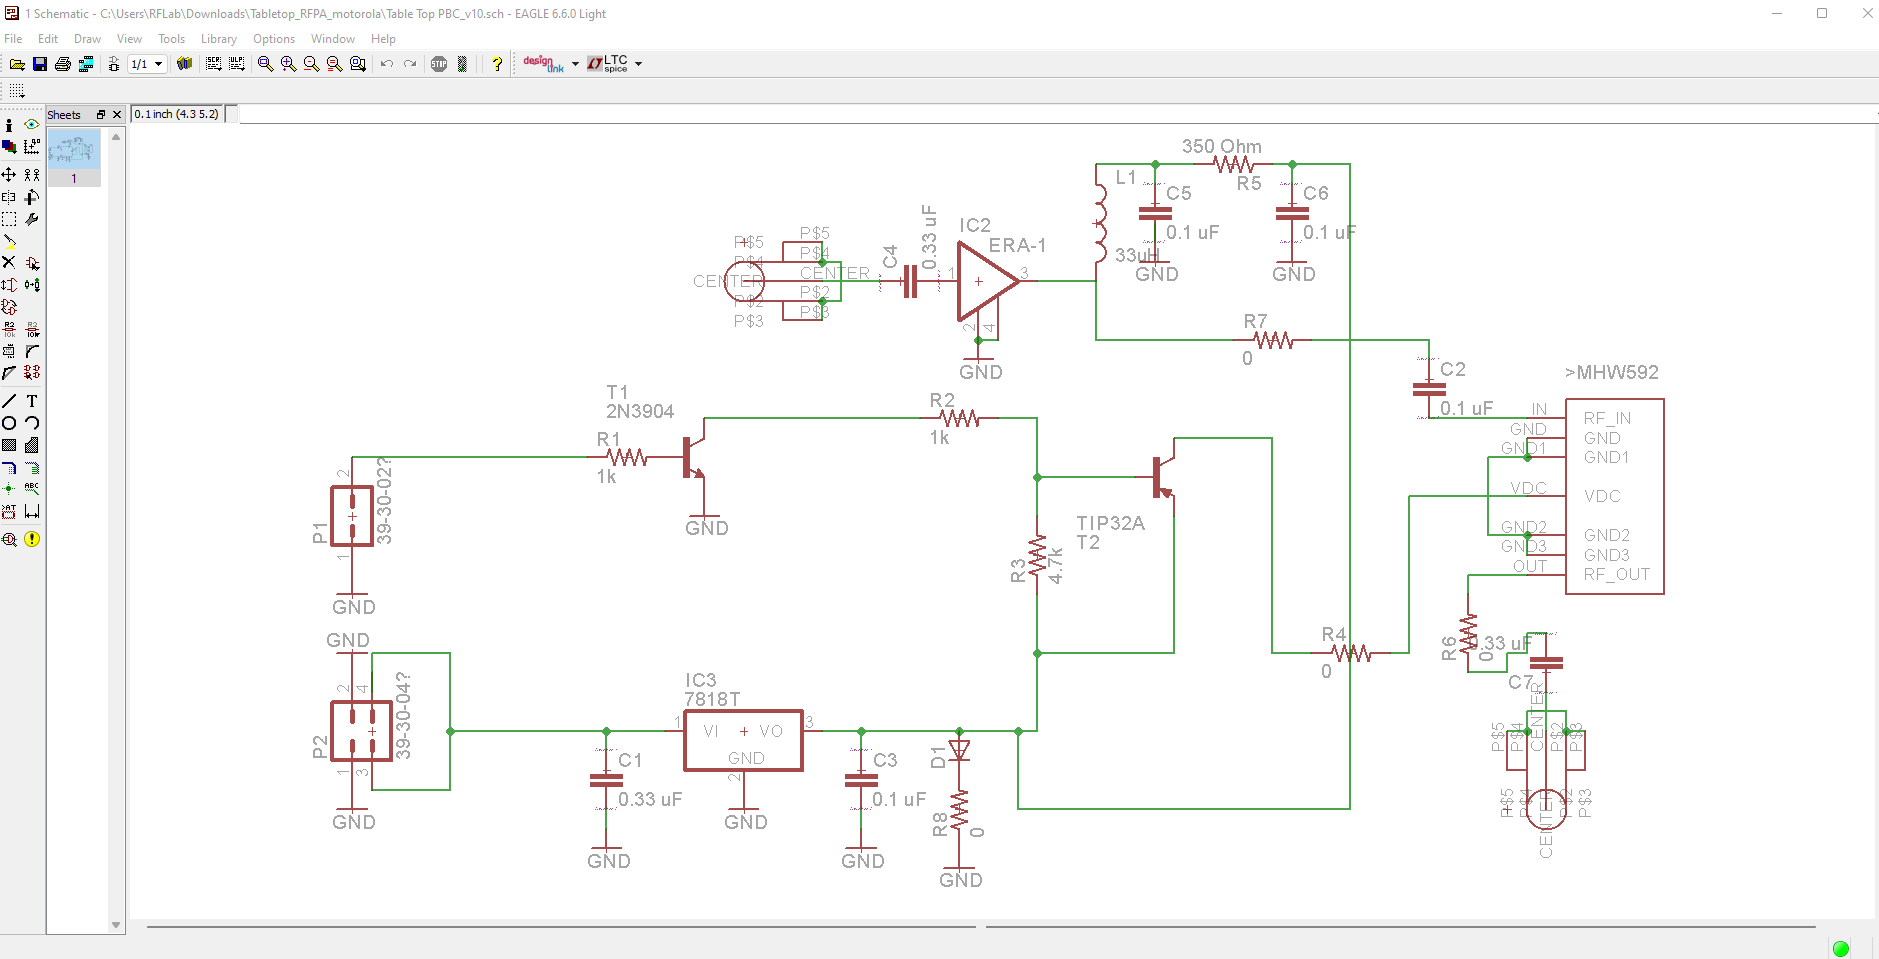 1 Schematic - C:\Users\RFLab\Downloads\Tabletop_RFPA_motorola\Table Top PBC_v10.sch - EAGLE 6.6.0 Light
File Edit Draw View Tools Library Options Window Help
1/1 SCR ULP STOP ? design link LTC spice
Sheets
0.1 inch (4.3 5.2)
1
R2 10k
R2 10k
T
ABC
350 Ohm
R5
L1
33uH
C5
0.1 uF
GND
C6
0.1 uF
GND
P$5
P$4
CENTER
P$2
P$3
P$5
P$4
CENTER
P$2
P$3
C4
0.33 uF
IC2
ERA-1
1
3
2
4
GND
R7
0
C2
0.1 uF
>MHW592
IN
GND
GND1
VDC
GND2
GND3
OUT
RF_IN
GND
GND1
VDC
GND2
GND3
RF_OUT
T1
2N3904
R1
1k
GND
R2
1k
TIP32A
T2
R3
4.7k
P1
39-30-02?
2
1
GND
GND
P2
39-30-04?
2
4
1
3
GND
IC3
7818T
1
VI
VO
3
GND
2
GND
C1
0.33 uF
GND
C3
0.1 uF
GND
D1
R8
0
GND
R4
0
R6
0
0.33 uF
C7
P$5
P$4
CENTER
P$2
P$3
P$5
P$4
CENTER
P$2
P$3